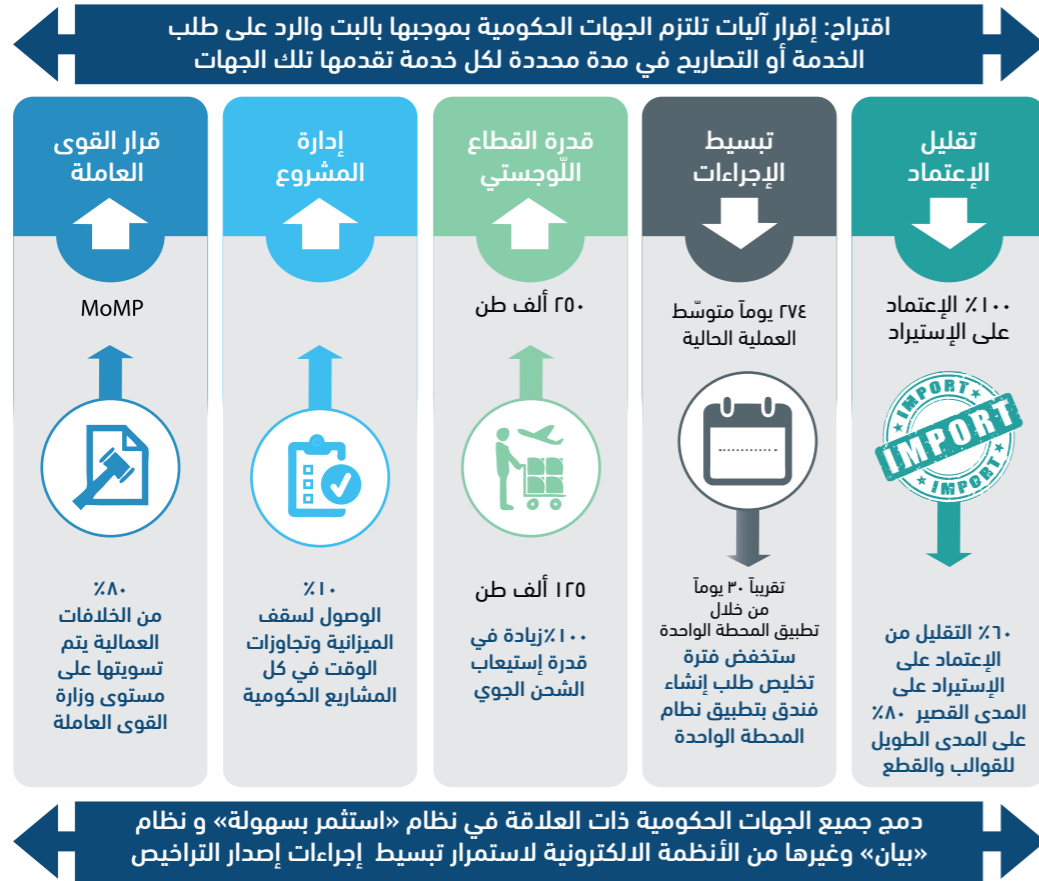 اقتراح: إقرار آليات تلتزم الجهات الحكومية بموجبها بالبت والرد على طلب
الخدمة أو التصاريح في مدة محددة لكل خدمة تقدمها تلك الجهات
تقليل
الإعتماد
١٠٠٪ الإعتماد
على الإستيراد
IMPORT
IMPORT
IMPORT
٦٠٪ التقليل من
الإعتماد على
الإستيراد على
المدى القصير ٨٠٪
على المدى الطويل
للقوالب والقطع
تبسيط
الإجراءات
٢٧٤ يوماً متوسّط
العملية الحالية
تقريباً ٣٠ يوماً
من خلال
تطبيق المحطة الواحدة
ستخفض فترة
تخليص طلب إنشاء
فندق بتطبيق نظام
المحطة الواحدة
قدرة القطاع
اللّوجستي
٢٥٠ ألف طن
١٢٥ ألف طن
١٠٠٪زيادة في
قدرة إستيعاب
الشحن الجوي
إدارة
المشروع
١٠٪
الوصول لسقف
الميزانية وتجاوزات
الوقت في كل
المشاريع الحكومية
قرار القوى
العاملة
MoMP
٨٠٪
من الخلافات
العمالية يتم
تسويتها على
مستوى وزارة
القوى العاملة
دمج جميع الجهات الحكومية ذات العلاقة في نظام «استثمر بسهولة» و نظام
«بيان» وغيرها من الأنظمة الالكترونية لاستمرار تبسيط إجراءات إصدار التراخيص